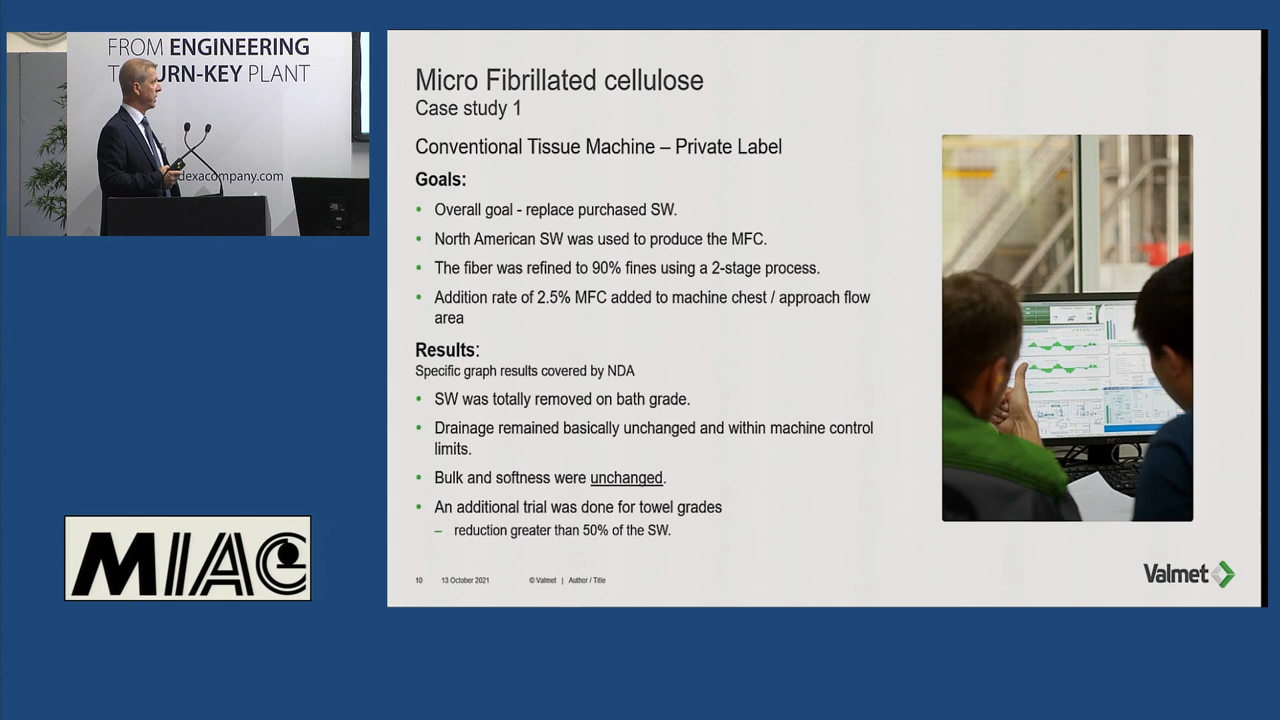 FROM ENGINEERING
URN-KEY PLANT
dexacompany.com
Micro Fibrillated cellulose
Case study 1
Conventional Tissue Machine – Private Label
Goals:
• Overall goal - replace purchased SW.
• North American SW was used to produce the MFC.
• The fiber was refined to 90% fines using a 2-stage process.
• Addition rate of 2.5% MFC added to machine chest / approach flow
area
Results:
Specific graph results covered by NDA
• SW was totally removed on bath grade.
• Drainage remained basically unchanged and within machine control
limits.
• Bulk and softness were unchanged.
• An additional trial was done for towel grades
– reduction greater than 50% of the SW.
10 13 October 2021 © Valmet | Author / Title
Valmet
MIAC